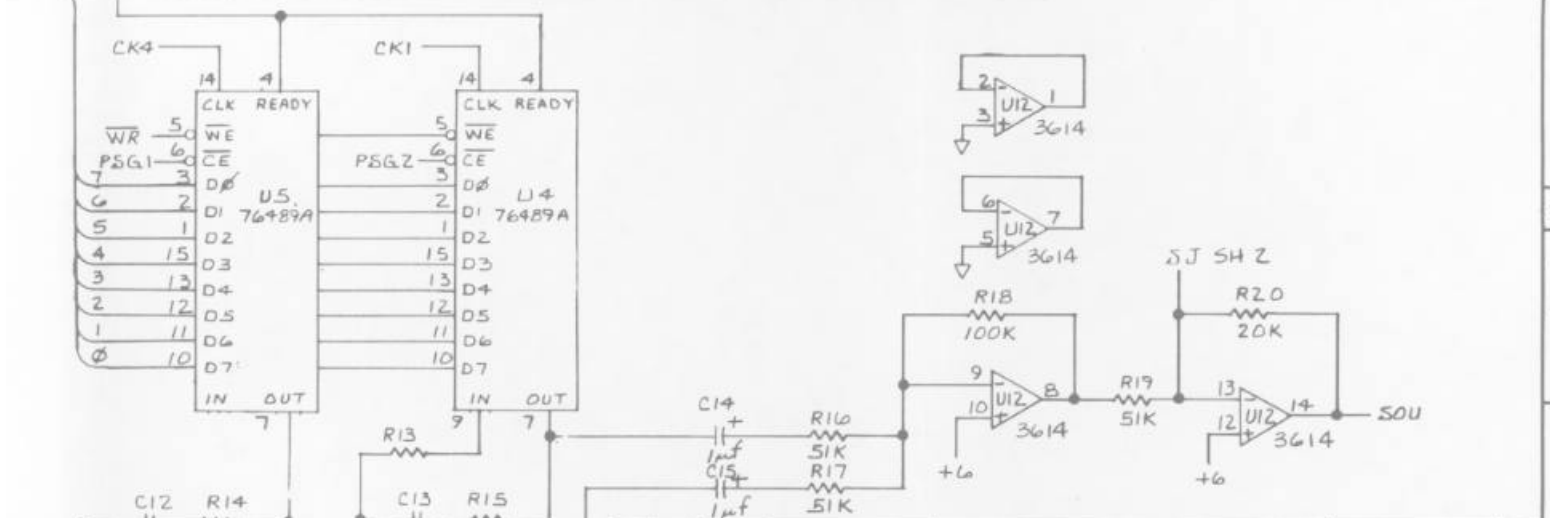 CK4
CK1
14 4
14 4
CLK READY
CLK READY
2 1
U12
3
3614
WR 5 WE
5 WE
PSG1 6 CE
PSG2 6 CE
7 3 DØ
3 DØ
U5
76489A
U4
76489A
6 2 D1
2 D1
5 1 D2
1 D2
4 15 D3
15 D3
3 13 D4
13 D4
2 12 D5
12 D5
1 11 D6
11 D6
Ø 10 D7
10 D7
6 7
U12
5
3614
SJ SH 2
R18
100K
R20
20K
IN OUT
IN OUT
7
9 7
9 8
10 U12
3614
+6
R19
51K
13 14
12 U12
3614
+6
SOU
C14
+
1µf
R16
51K
C15
+
1µf
R17
51K
R13
C12 R14
C13 R15